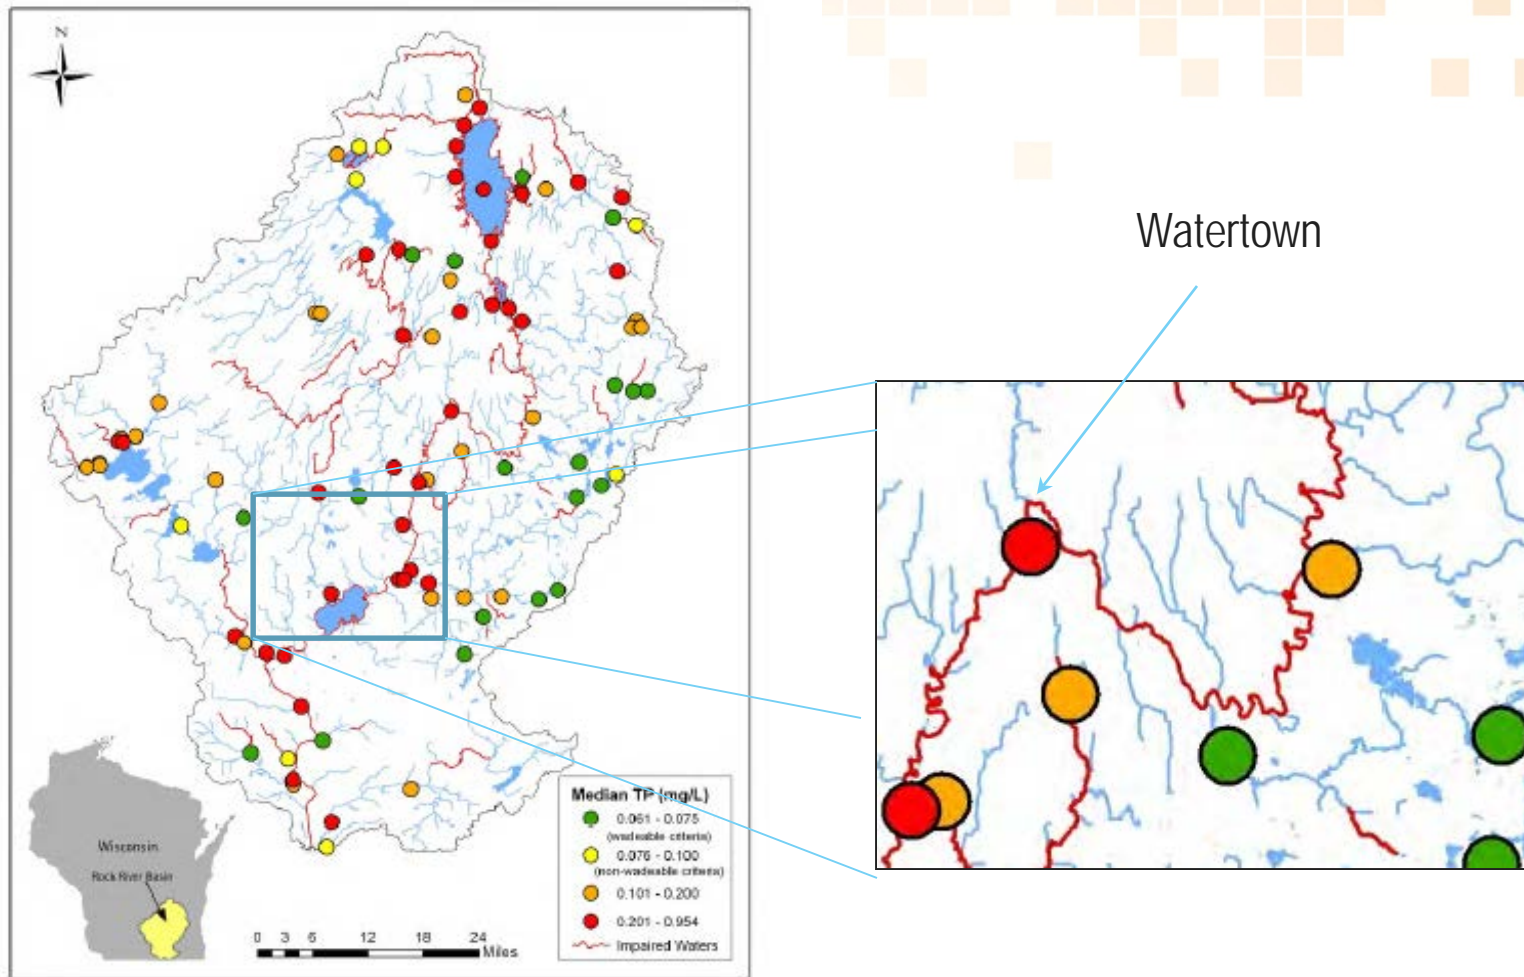 N
Watertown
Median TP (mg/L)
0.061 - 0.075
(wadeable criteria)
0.076 - 0.100
(non-wadeable criteria)
0.101 - 0.200
0.201 - 0.954
Impaired Waters
Wisconsin
Rock River Basin
0 3 6 12 18 24
Miles